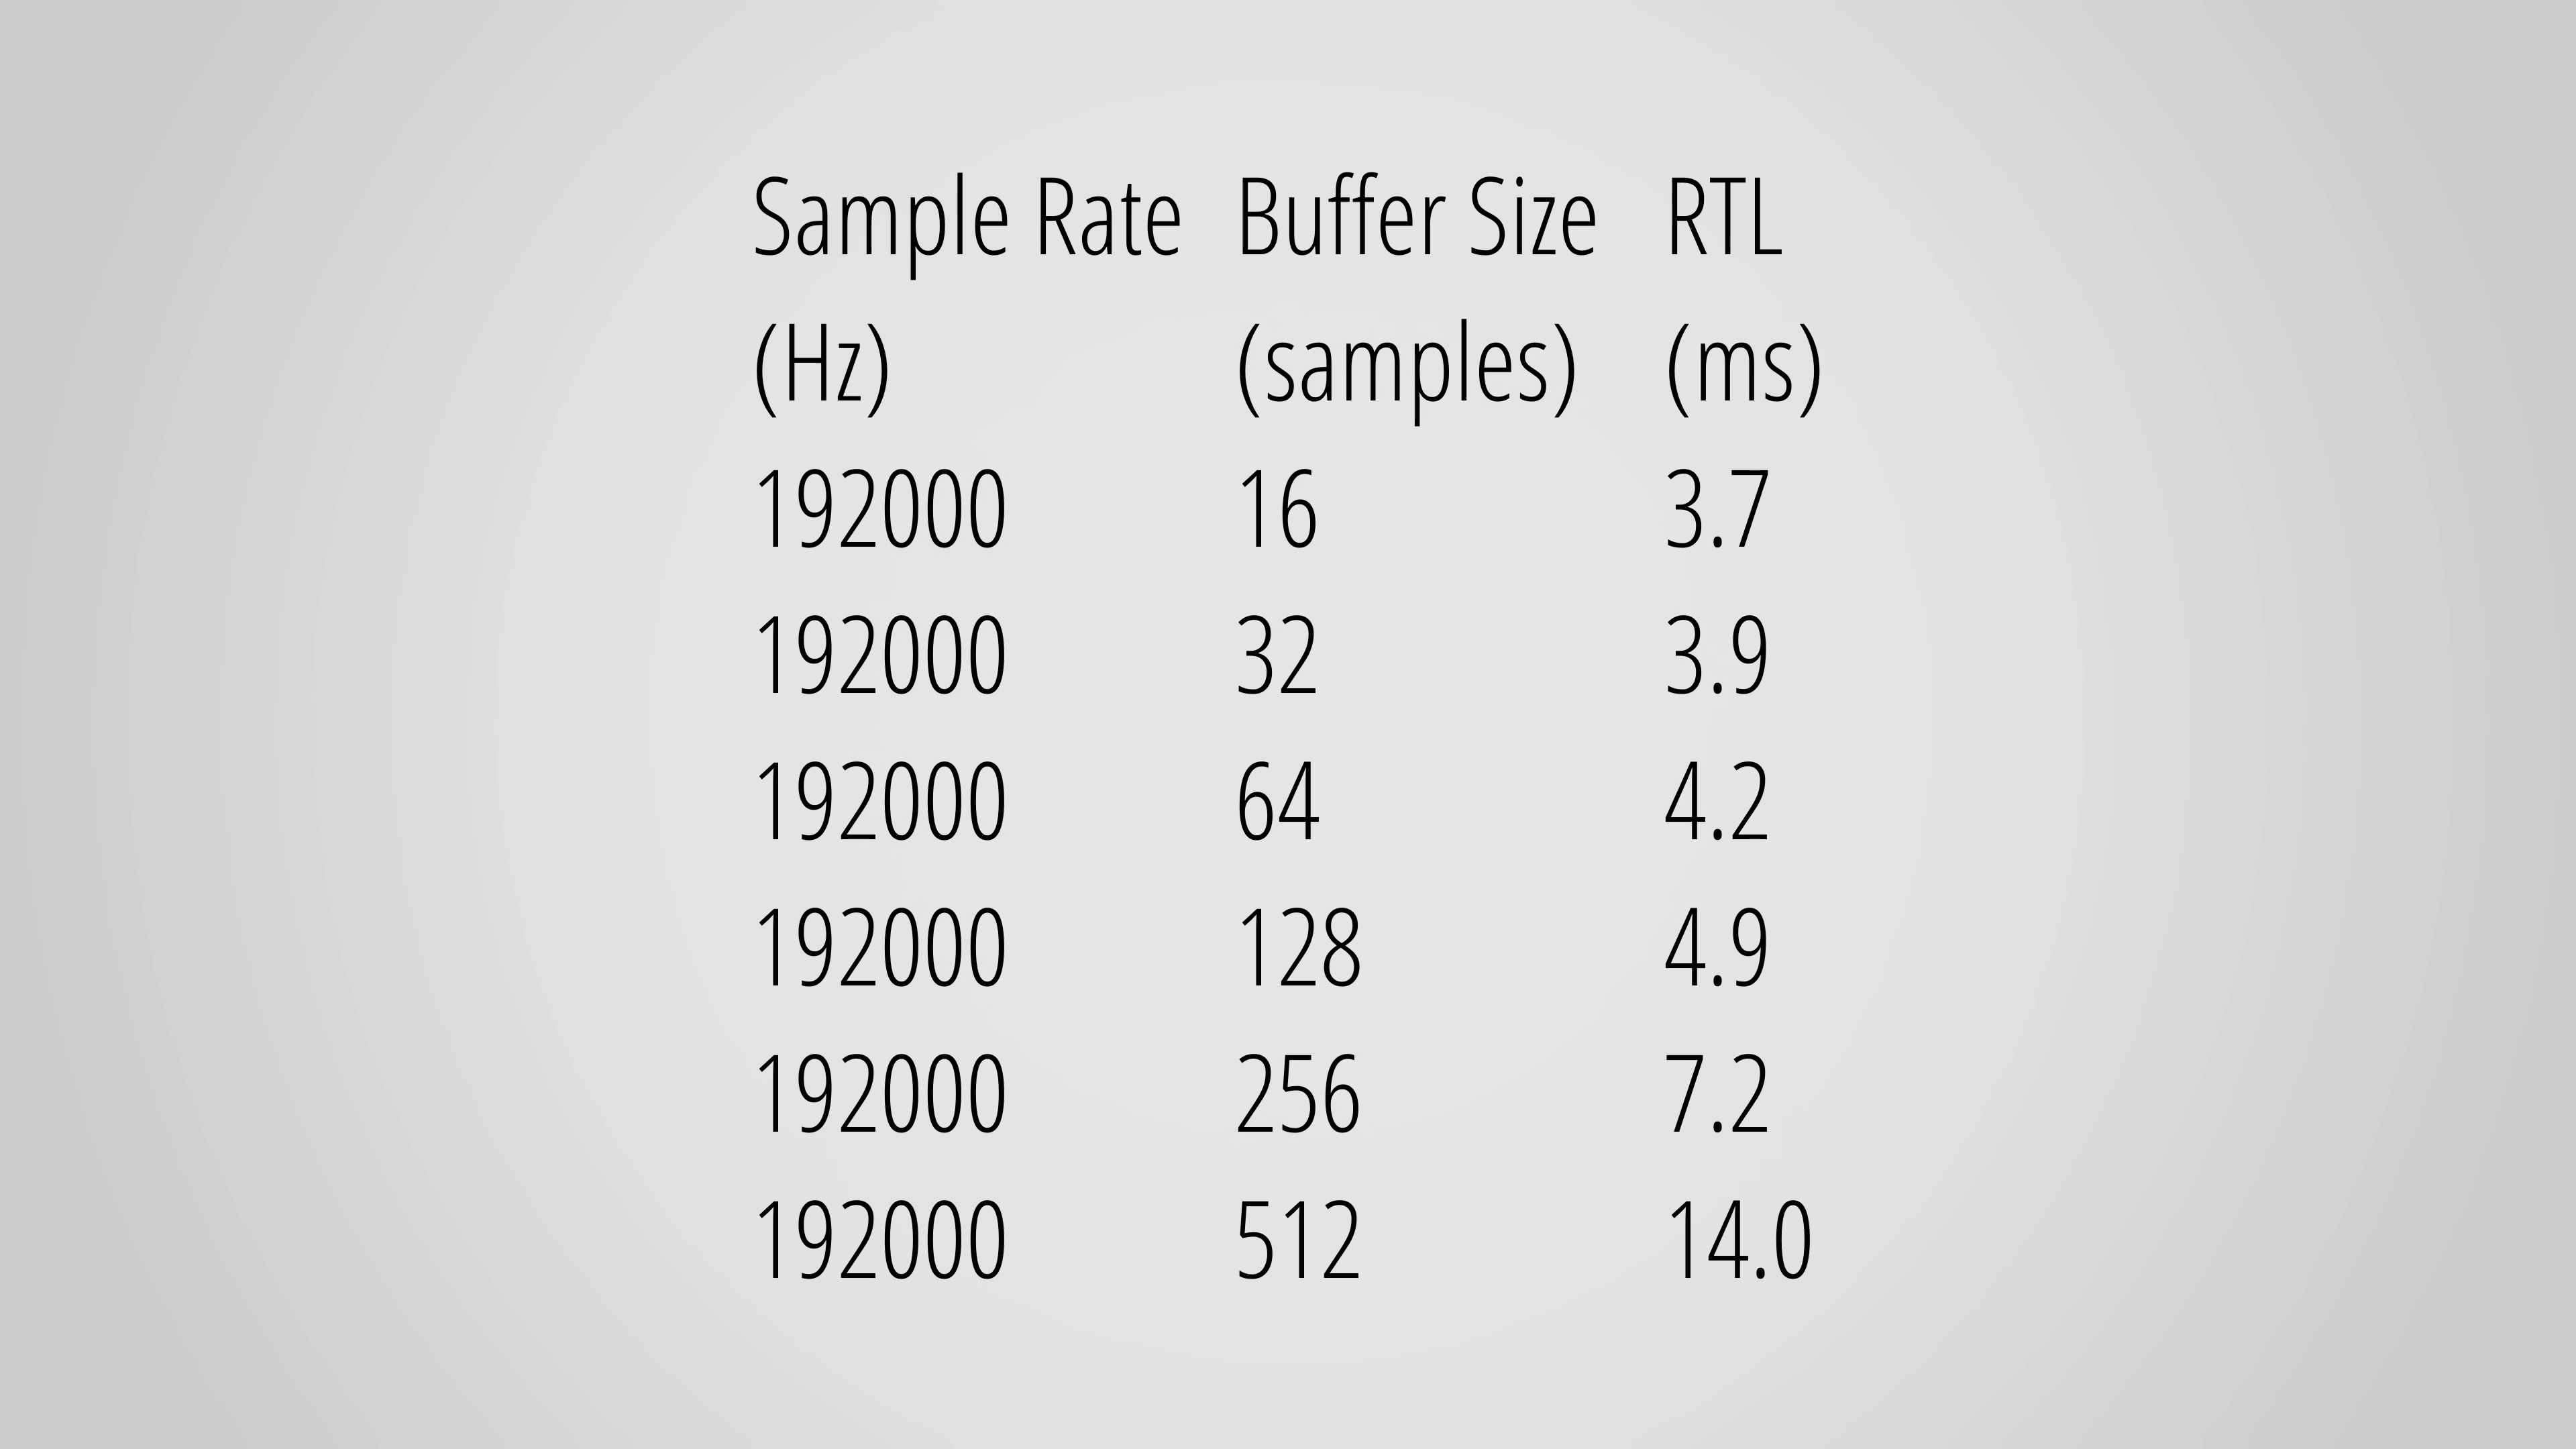 Sample Rate Buffer Size RTL
(Hz) (samples) (ms)
192000 16 3.7
192000 32 3.9
192000 64 4.2
192000 128 4.9
192000 256 7.2
192000 512 14.0